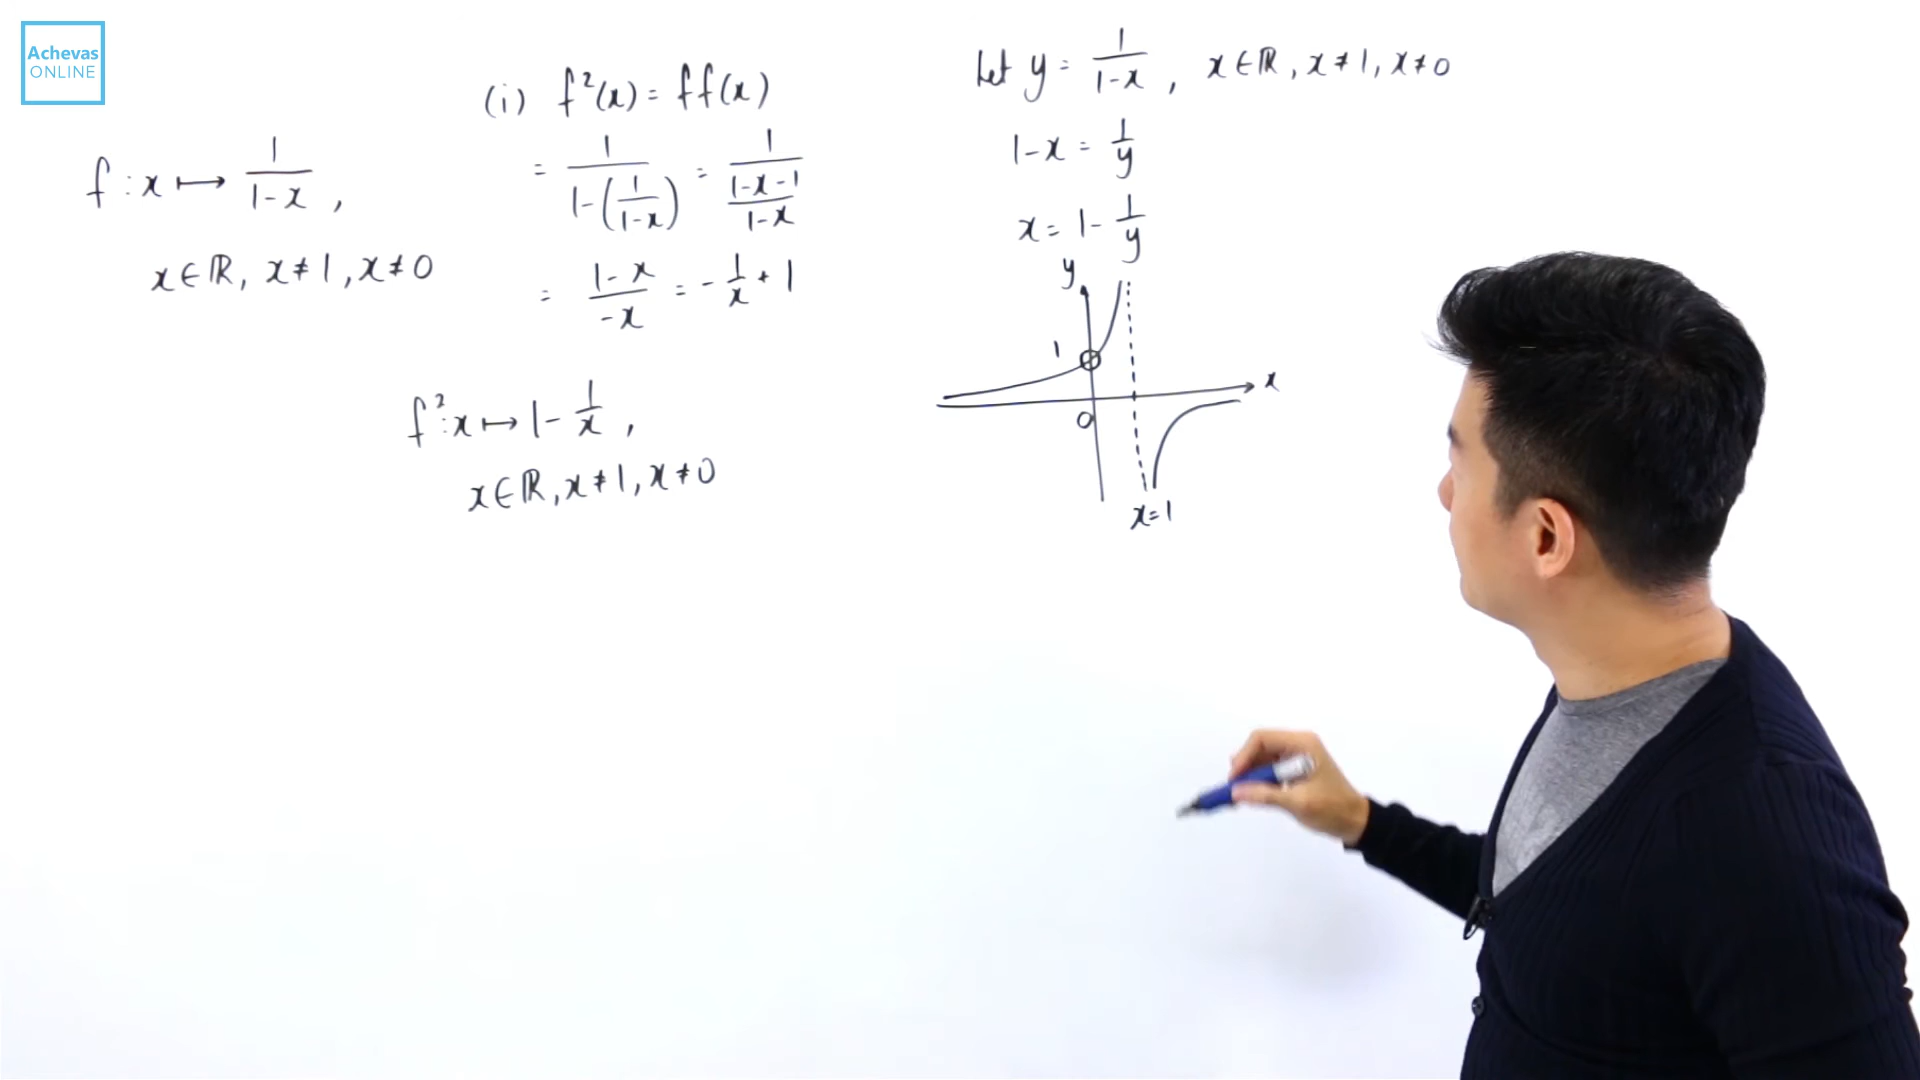 Achevas
ONLINE
f : x ↦ 1/(1-x) ,
x ∈ ℝ, x ≠ 1, x ≠ 0
(i) f²(x) = ff(x)
= 1/(1-(1/(1-x))) = 1/((1-x-1)/(1-x))
= (1-x)/(-x) = -1/x + 1
f² : x ↦ 1 - 1/x ,
x ∈ ℝ, x ≠ 1, x ≠ 0
Let y = 1/(1-x) , x ∈ ℝ, x ≠ 1, x ≠ 0
1-x = 1/y
x = 1 - 1/y
y
1
x
0
x=1